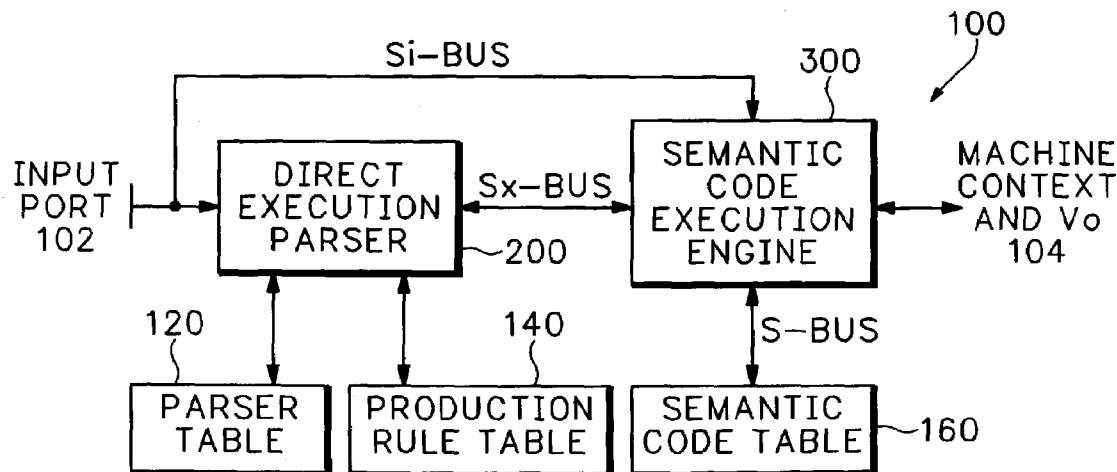 100
Si-BUS
300
INPUT
PORT
102
DIRECT
EXECUTION
PARSER
200
Sx-BUS
SEMANTIC
CODE
EXECUTION
ENGINE
MACHINE
CONTEXT
AND Vo
104
S-BUS
120
PARSER
TABLE
140
PRODUCTION
RULE TABLE
SEMANTIC
CODE TABLE
160